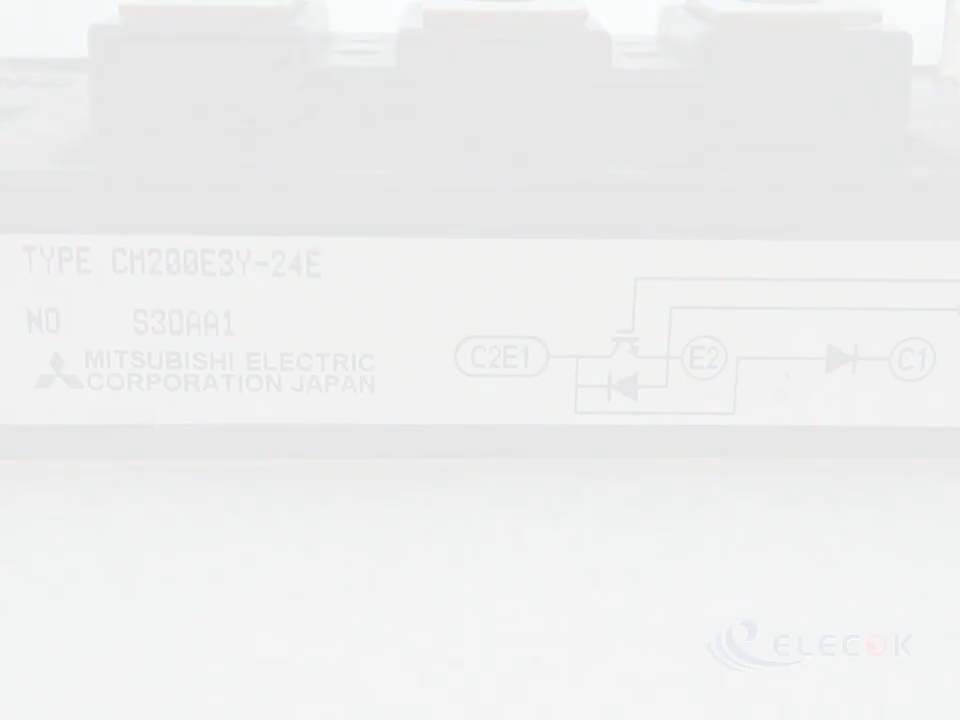 TYPE CM200E3Y-24E
NO S30AA1
MITSUBISHI ELECTRIC
CORPORATION JAPAN
C2E1
E2
C1
ELECOK